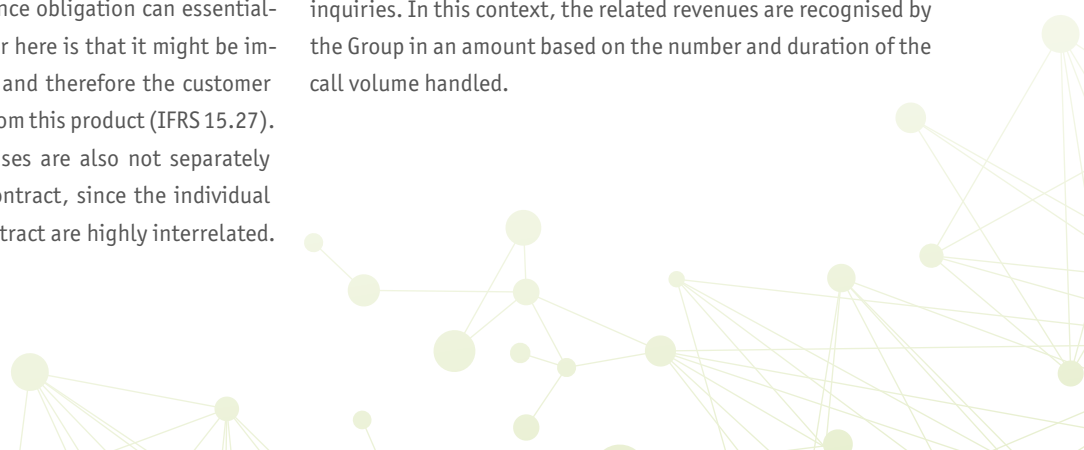 nce obligation can essential-
r here is that it might be im-
and therefore the customer
om this product (IFRS 15.27).
ses are also not separately
ontract, since the individual
tract are highly interrelated.
inquiries. In this context, the related revenues are recognised by
the Group in an amount based on the number and duration of the
call volume handled.